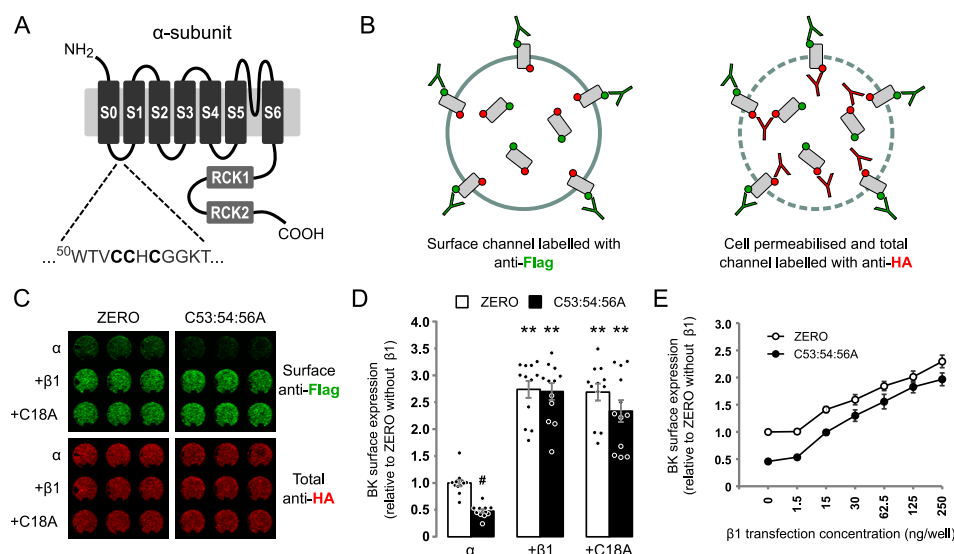 A
α-subunit
NH2
S0 S1 S2 S3 S4 S5 S6
RCK1
RCK2
COOH
...50WTVCCHCGGKT...
B
Surface channel labelled with
anti-Flag
Cell permeabilised and total
channel labelled with anti-HA
C
ZERO C53:54:56A
α
+β1
+C18A
Surface
anti-Flag
α
+β1
+C18A
Total
anti-HA
D
ZERO C53:54:56A
BK surface expression
(relative to ZERO without β1)
4.0
3.5
3.0
2.5
2.0
1.5
1.0
0.5
0
#
** **
** **
α +β1 +C18A
E
ZERO
C53:54:56A
BK surface expression
(relative to ZERO without β1)
3.0
2.5
2.0
1.5
1.0
0.5
0
0 1.5 15 30 62.5 125 250
β1 transfection concentration (ng/well)